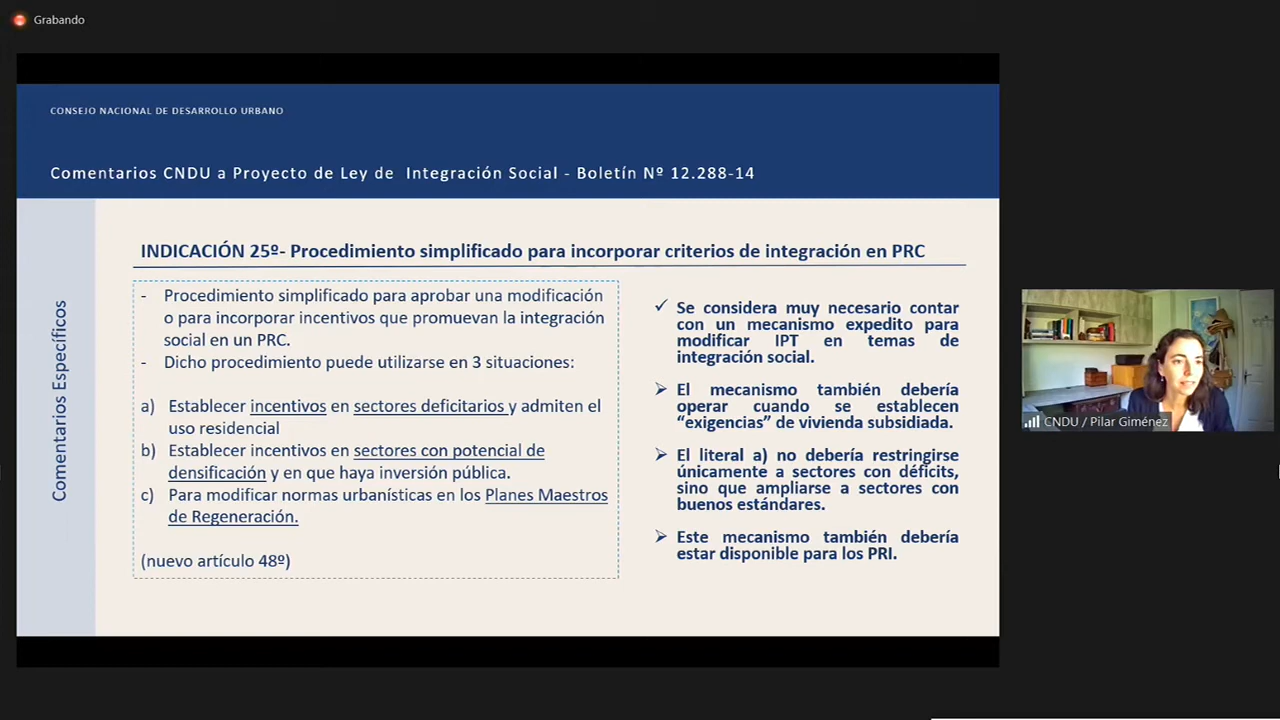 Grabando
CONSEJO NACIONAL DE DESARROLLO URBANO
Comentarios CNDU a Proyecto de Ley de Integración Social - Boletín Nº 12.288-14
Comentarios Específicos
INDICACIÓN 25º- Procedimiento simplificado para incorporar criterios de integración en PRC
- Procedimiento simplificado para aprobar una modificación
o para incorporar incentivos que promuevan la integración
social en un PRC.
- Dicho procedimiento puede utilizarse en 3 situaciones:
a) Establecer incentivos en sectores deficitarios y admiten el
uso residencial
b) Establecer incentivos en sectores con potencial de
densificación y en que haya inversión pública.
c) Para modificar normas urbanísticas en los Planes Maestros
de Regeneración.
(nuevo artículo 48º)
✓ Se considera muy necesario contar
con un mecanismo expedito para
modificar IPT en temas de
integración social.
➢ El mecanismo también debería
operar cuando se establecen
“exigencias” de vivienda subsidiada.
➢ El literal a) no debería restringirse
únicamente a sectores con déficits,
sino que ampliarse a sectores con
buenos estándares.
➢ Este mecanismo también debería
estar disponible para los PRI.
CNDU / Pilar Giménez